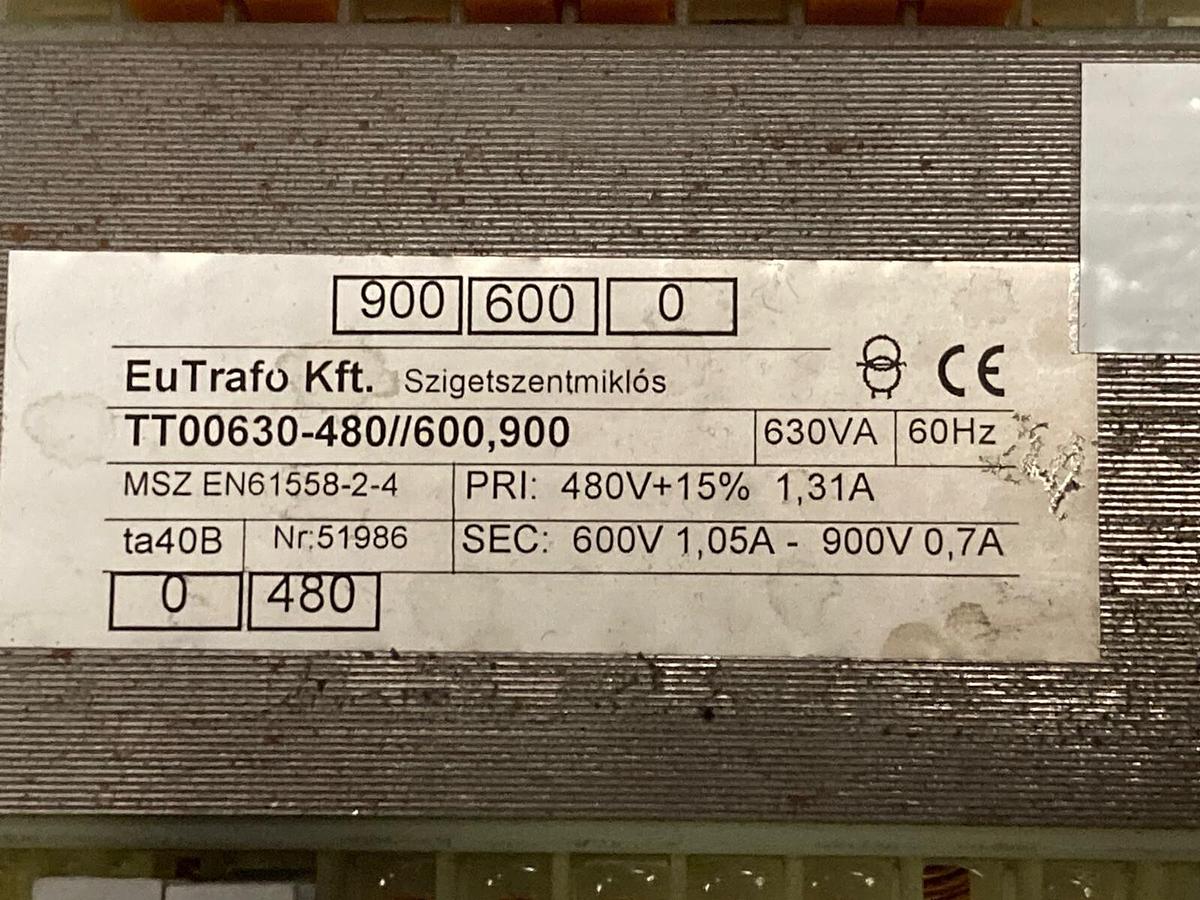 900 600 0
EuTrafo Kft. Szigetszentmiklós CE
TT00630-480//600,900 630VA 60Hz
MSZ EN61558-2-4 PRI: 480V+15% 1,31A
ta40B Nr:51986 SEC: 600V 1,05A - 900V 0,7A
0 480